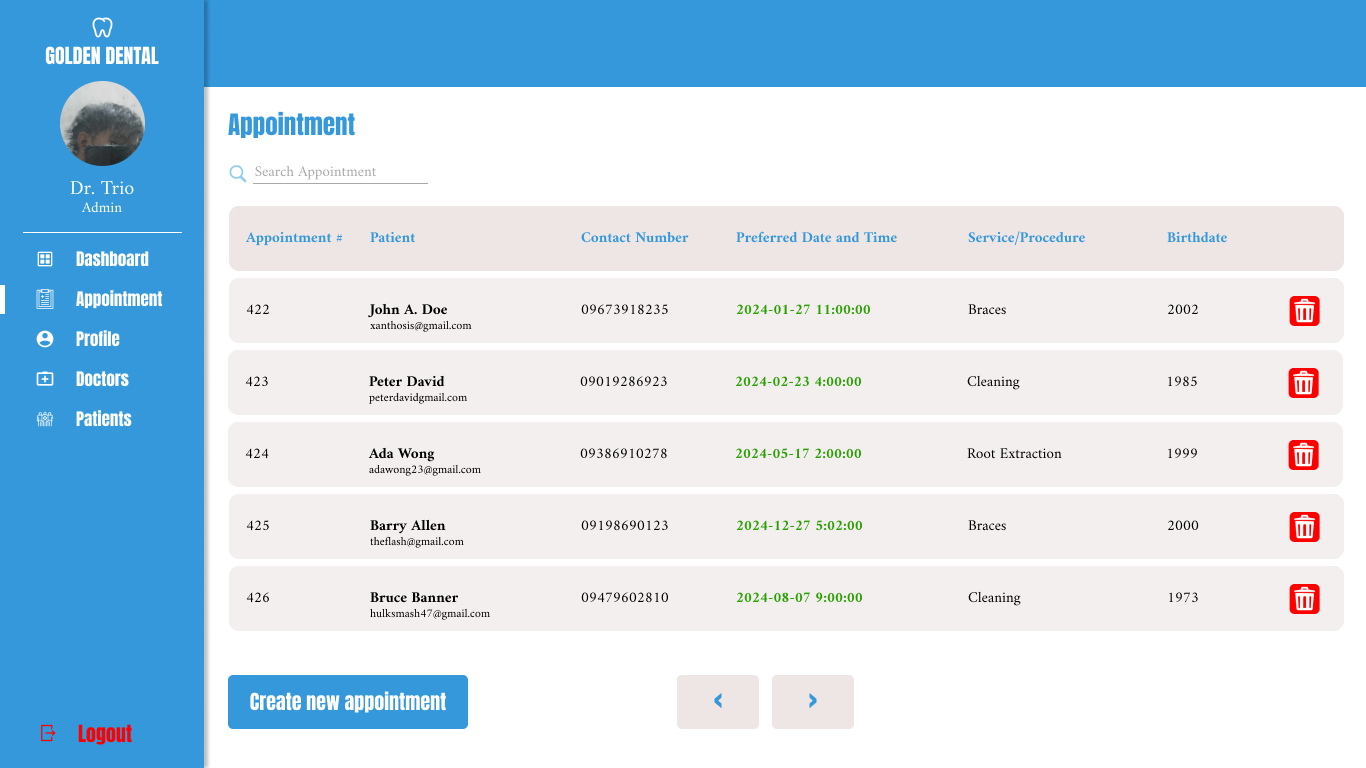 GOLDEN DENTAL
Dr. Trio
Admin
Dashboard
Appointment
Profile
Doctors
Patients
Logout
Appointment
Search Appointment
Appointment # Patient Contact Number Preferred Date and Time Service/Procedure Birthdate
422 John A. Doe 09673918235 2024-01-27 11:00:00 Braces 2002
xanthosis@gmail.com
423 Peter David 09019286923 2024-02-23 4:00:00 Cleaning 1985
peterdavidgmail.com
424 Ada Wong 09386910278 2024-05-17 2:00:00 Root Extraction 1999
adawong23@gmail.com
425 Barry Allen 09198690123 2024-12-27 5:02:00 Braces 2000
theflash@gmail.com
426 Bruce Banner 09479602810 2024-08-07 9:00:00 Cleaning 1973
hulksmash47@gmail.com
Create new appointment ‹ ›